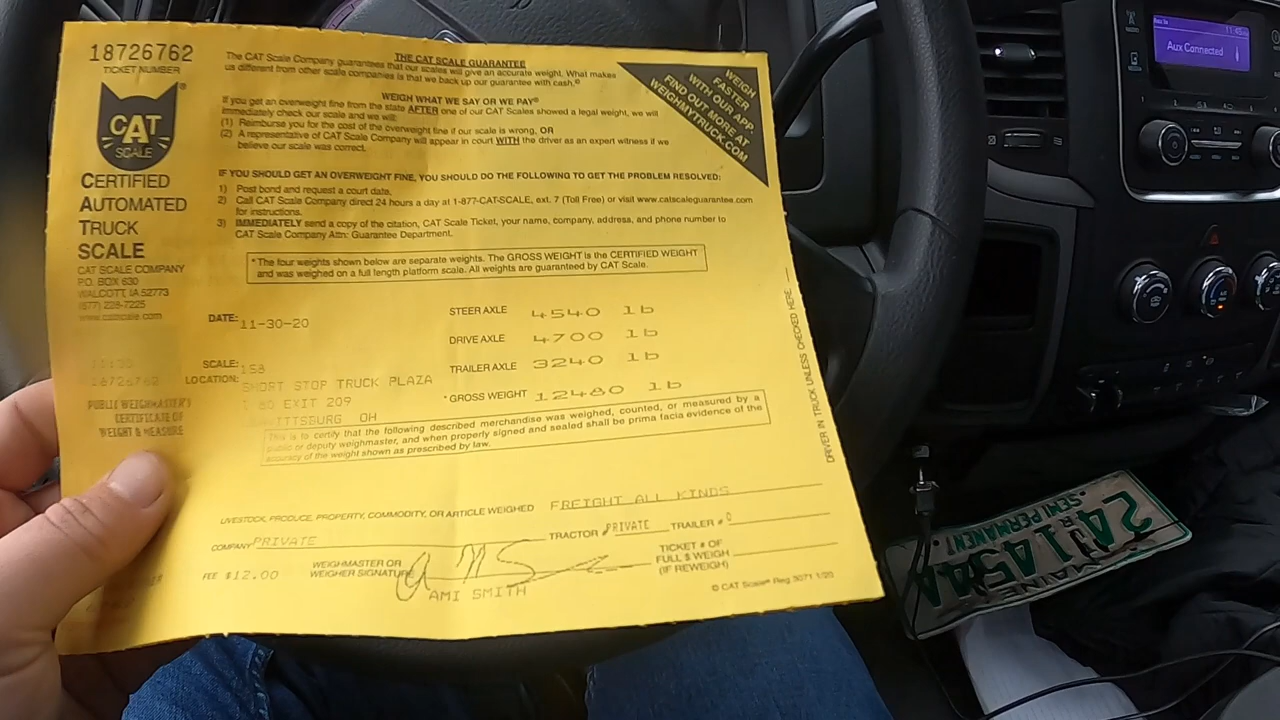 18726762
TICKET NUMBER
CAT
SCALE
CERTIFIED
AUTOMATED
TRUCK
SCALE
CAT SCALE COMPANY
P.O. BOX 630
WALCOTT, IA 52773
(877) 228-7225
www.catscale.com
18726762
PUBLIC WEIGHMASTER'S
CERTIFICATE OF
WEIGHT & MEASURE
THE CAT SCALE GUARANTEE
The CAT Scale Company guarantees that our scales will give an accurate weight. What makes
us different from other scale companies is that we back up our guarantee with cash.®
WEIGH WHAT WE SAY OR WE PAY®
If you get an overweight fine from the state AFTER one of our CAT Scales showed a legal weight, we will
immediately check our scale and we will:
(1) Reimburse you for the cost of the overweight fine if our scale is wrong, OR
(2) A representative of CAT Scale Company will appear in court WITH the driver as an expert witness if we
believe our scale was correct.
WEIGH
FASTER
WITH OUR APP.
FIND OUT MORE AT
WEIGHMYTRUCK.COM
IF YOU SHOULD GET AN OVERWEIGHT FINE, YOU SHOULD DO THE FOLLOWING TO GET THE PROBLEM RESOLVED:
1) Post bond and request a court date.
2) Call CAT Scale Company direct 24 hours a day at 1-877-CAT-SCALE, ext. 7 (Toll Free) or visit www.catscaleguarantee.com
for instructions.
3) IMMEDIATELY send a copy of the citation, CAT Scale Ticket, your name, company, address, and phone number to
CAT Scale Company Attn: Guarantee Department.
*The four weights shown below are separate weights. The GROSS WEIGHT is the CERTIFIED WEIGHT
and was weighed on a full length platform scale. All weights are guaranteed by CAT Scale.
DATE: 11-30-20
SCALE: 158
LOCATION: SHORT STOP TRUCK PLAZA
I 80 EXIT 209
OH
STEER AXLE 4540 lb
DRIVE AXLE 4700 lb
TRAILER AXLE 3240 lb
*GROSS WEIGHT 12480 lb
This is to certify that the following described merchandise was weighed, counted, or measured by a
public or deputy weighmaster, and when properly signed and sealed shall be prima facia evidence of the
accuracy of the weight shown as prescribed by law.
DRIVER IN TRUCK UNLESS CHECKED HERE
LIVESTOCK, PRODUCE, PROPERTY, COMMODITY, OR ARTICLE WEIGHED FREIGHT ALL KINDS
COMPANY PRIVATE TRACTOR # PRIVATE TRAILER # 0
FEE $12.00
WEIGHMASTER OR
WEIGHER SIGNATURE
AMI SMITH
TICKET # OF
FULL $ WEIGH
(IF REWEIGH)
© CAT Scale® Reg 3071 1/20
Aux Connected
MAINE
SEMI PERMANENT